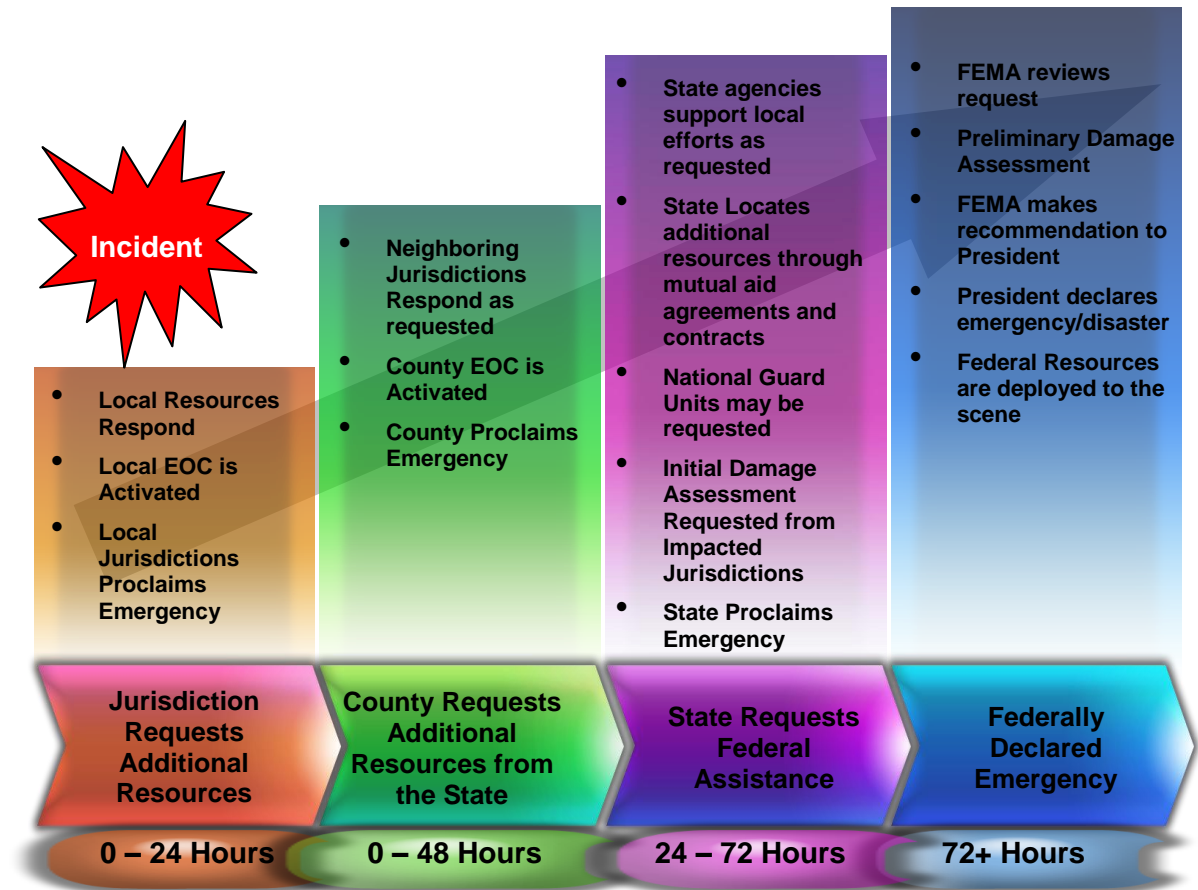 Incident
• Local Resources
Respond
• Local EOC is
Activated
• Local
Jurisdictions
Proclaims
Emergency
• Neighboring
Jurisdictions
Respond as
requested
• County EOC is
Activated
• County Proclaims
Emergency
• State agencies
support local
efforts as
requested
• State Locates
additional
resources through
mutual aid
agreements and
contracts
• National Guard
Units may be
requested
• Initial Damage
Assessment
Requested from
Impacted
Jurisdictions
• State Proclaims
Emergency
• FEMA reviews
request
• Preliminary Damage
Assessment
• FEMA makes
recommendation to
President
• President declares
emergency/disaster
• Federal Resources
are deployed to the
scene
Jurisdiction
Requests
Additional
Resources
County Requests
Additional
Resources from
the State
State Requests
Federal
Assistance
Federally
Declared
Emergency
0 – 24 Hours
0 – 48 Hours
24 – 72 Hours
72+ Hours